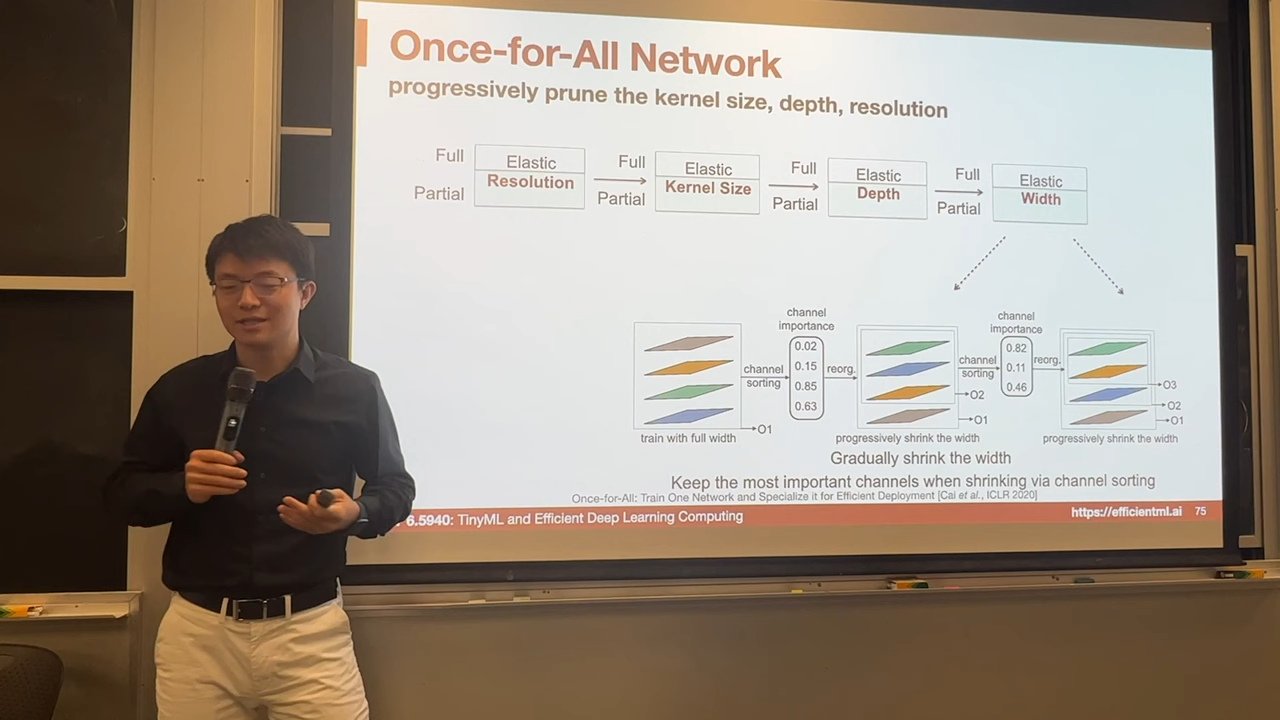 Once-for-All Network
progressively prune the kernel size, depth, resolution
Full
Partial
Elastic
Resolution
Full
Partial
Elastic
Kernel Size
Full
Partial
Elastic
Depth
Full
Partial
Elastic
Width
train with full width
O1
channel
sorting
channel
importance
0.02
0.15
0.85
0.63
reorg.
O2
O1
progressively shrink the width
channel
sorting
channel
importance
0.82
0.11
0.46
reorg.
O3
O2
O1
progressively shrink the width
Gradually shrink the width
Keep the most important channels when shrinking via channel sorting
Once-for-All: Train One Network and Specialize it for Efficient Deployment [Cai et al., ICLR 2020]
6.5940: TinyML and Efficient Deep Learning Computing
https://efficientml.ai
75